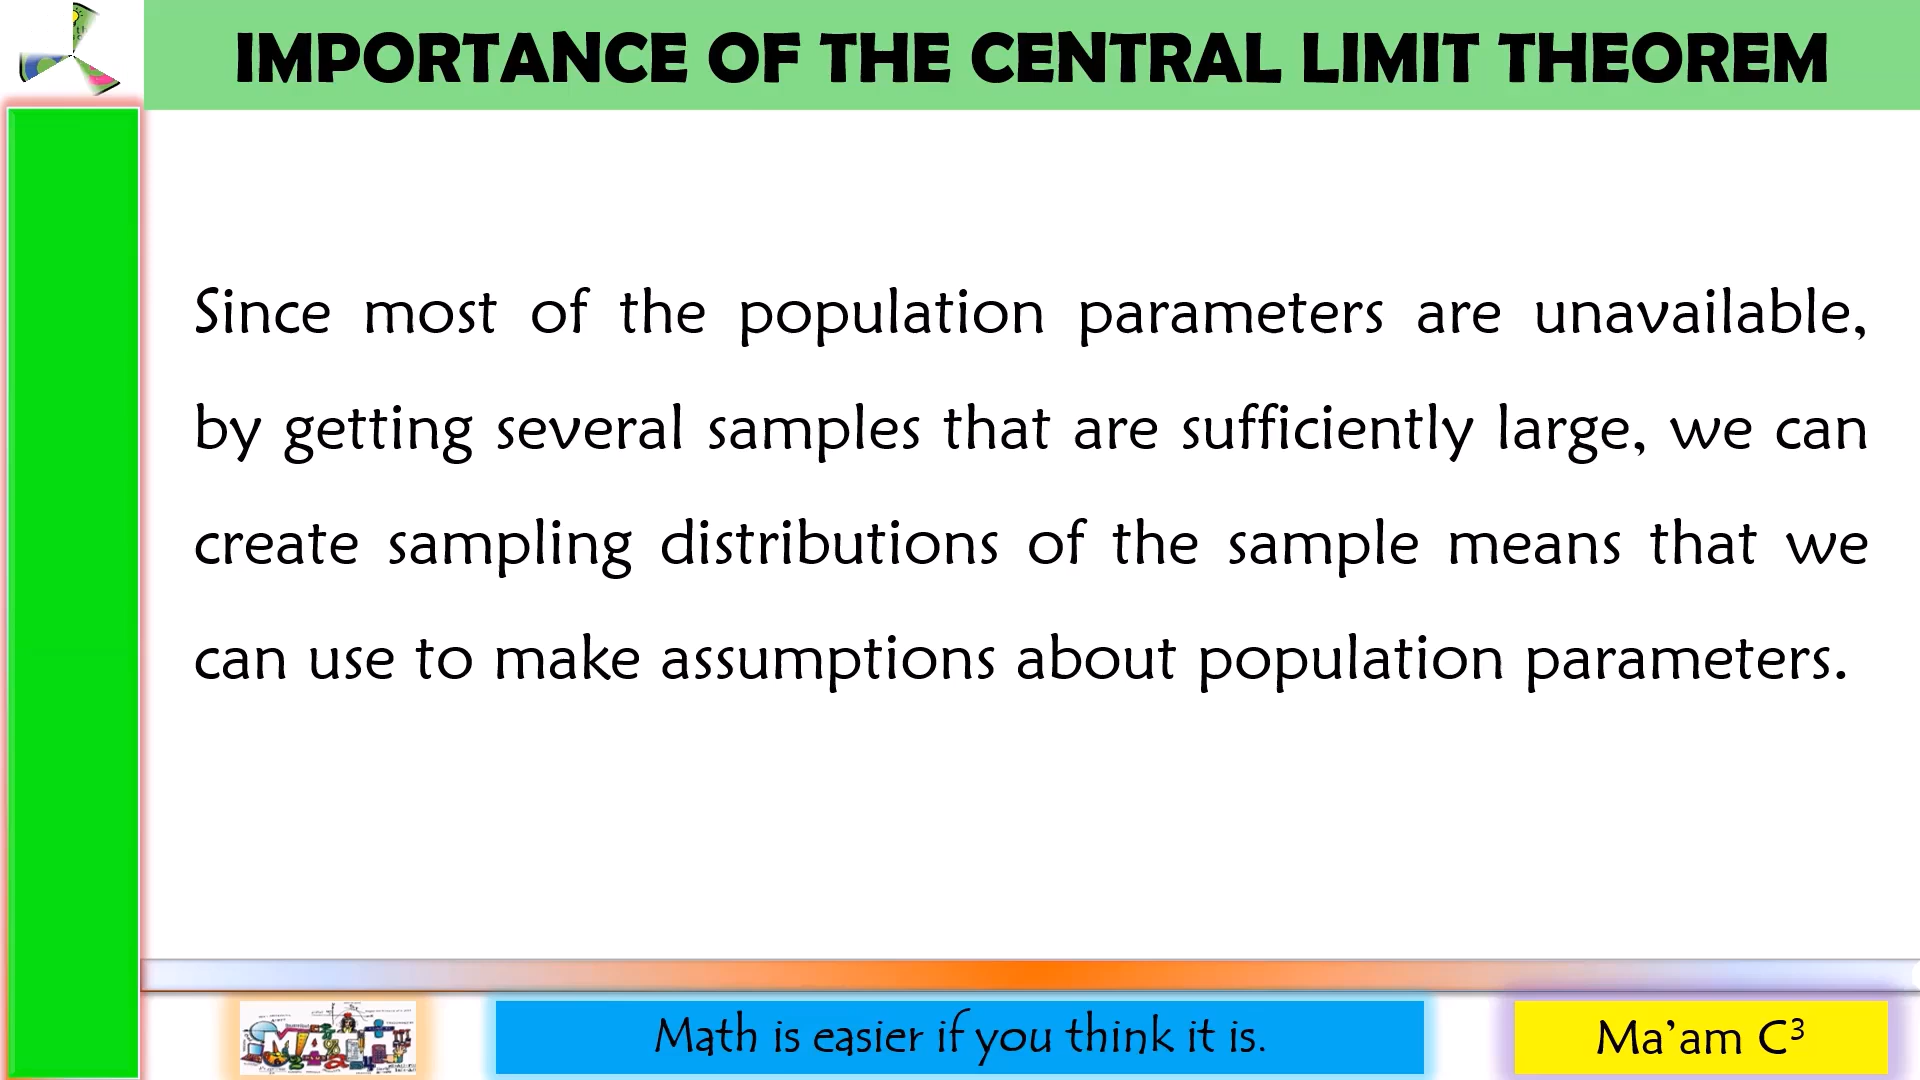 IMPORTANCE OF THE CENTRAL LIMIT THEOREM
Since most of the population parameters are unavailable,
by getting several samples that are sufficiently large, we can
create sampling distributions of the sample means that we
can use to make assumptions about population parameters.
MATH
Math is easier if you think it is.
Ma’am C³